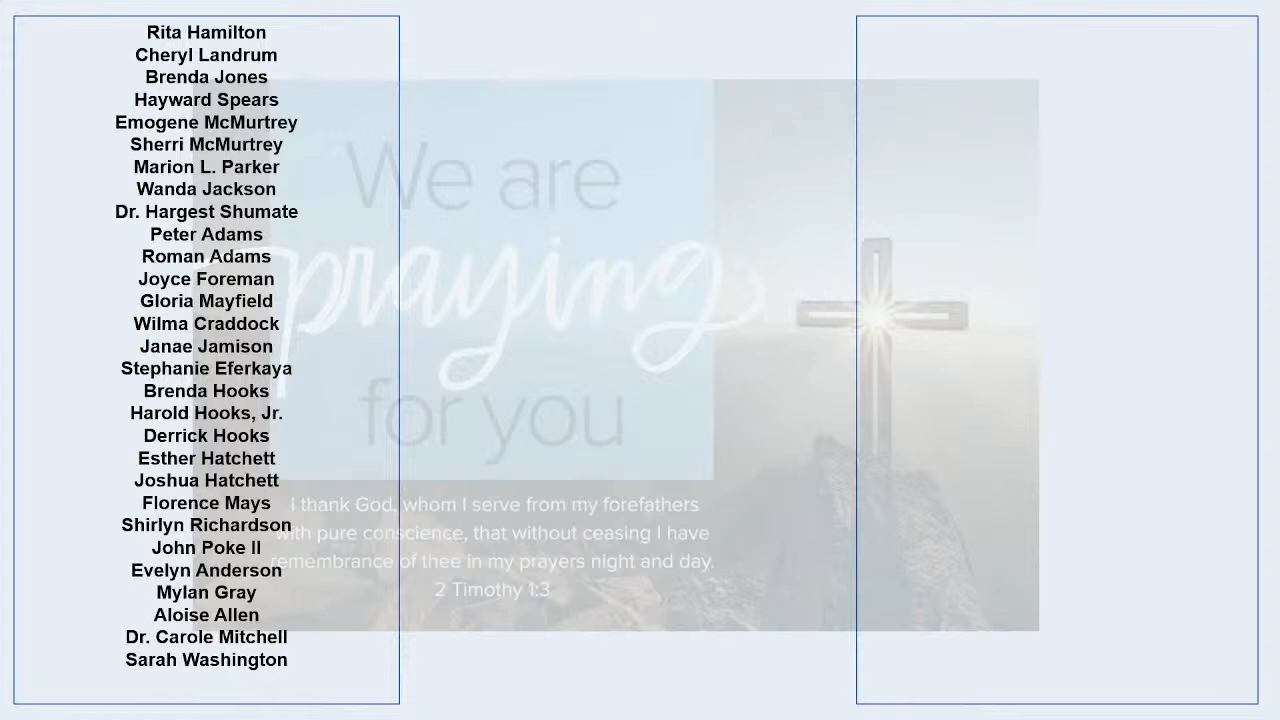 Rita Hamilton
Cheryl Landrum
Brenda Jones
Hayward Spears
Emogene McMurtrey
Sherri McMurtrey
Marion L. Parker
Wanda Jackson
Dr. Hargest Shumate
Peter Adams
Roman Adams
Joyce Foreman
Gloria Mayfield
Wilma Craddock
Janae Jamison
Stephanie Eferkaya
Brenda Hooks
Harold Hooks, Jr.
Derrick Hooks
Esther Hatchett
Joshua Hatchett
Florence Mays
Shirlyn Richardson
John Poke II
Evelyn Anderson
Mylan Gray
Aloise Allen
Dr. Carole Mitchell
Sarah Washington
We are
praying
for you
I thank God, whom I serve from my forefathers
with pure conscience, that without ceasing I have
remembrance of thee in my prayers night and day.
2 Timothy 1:3